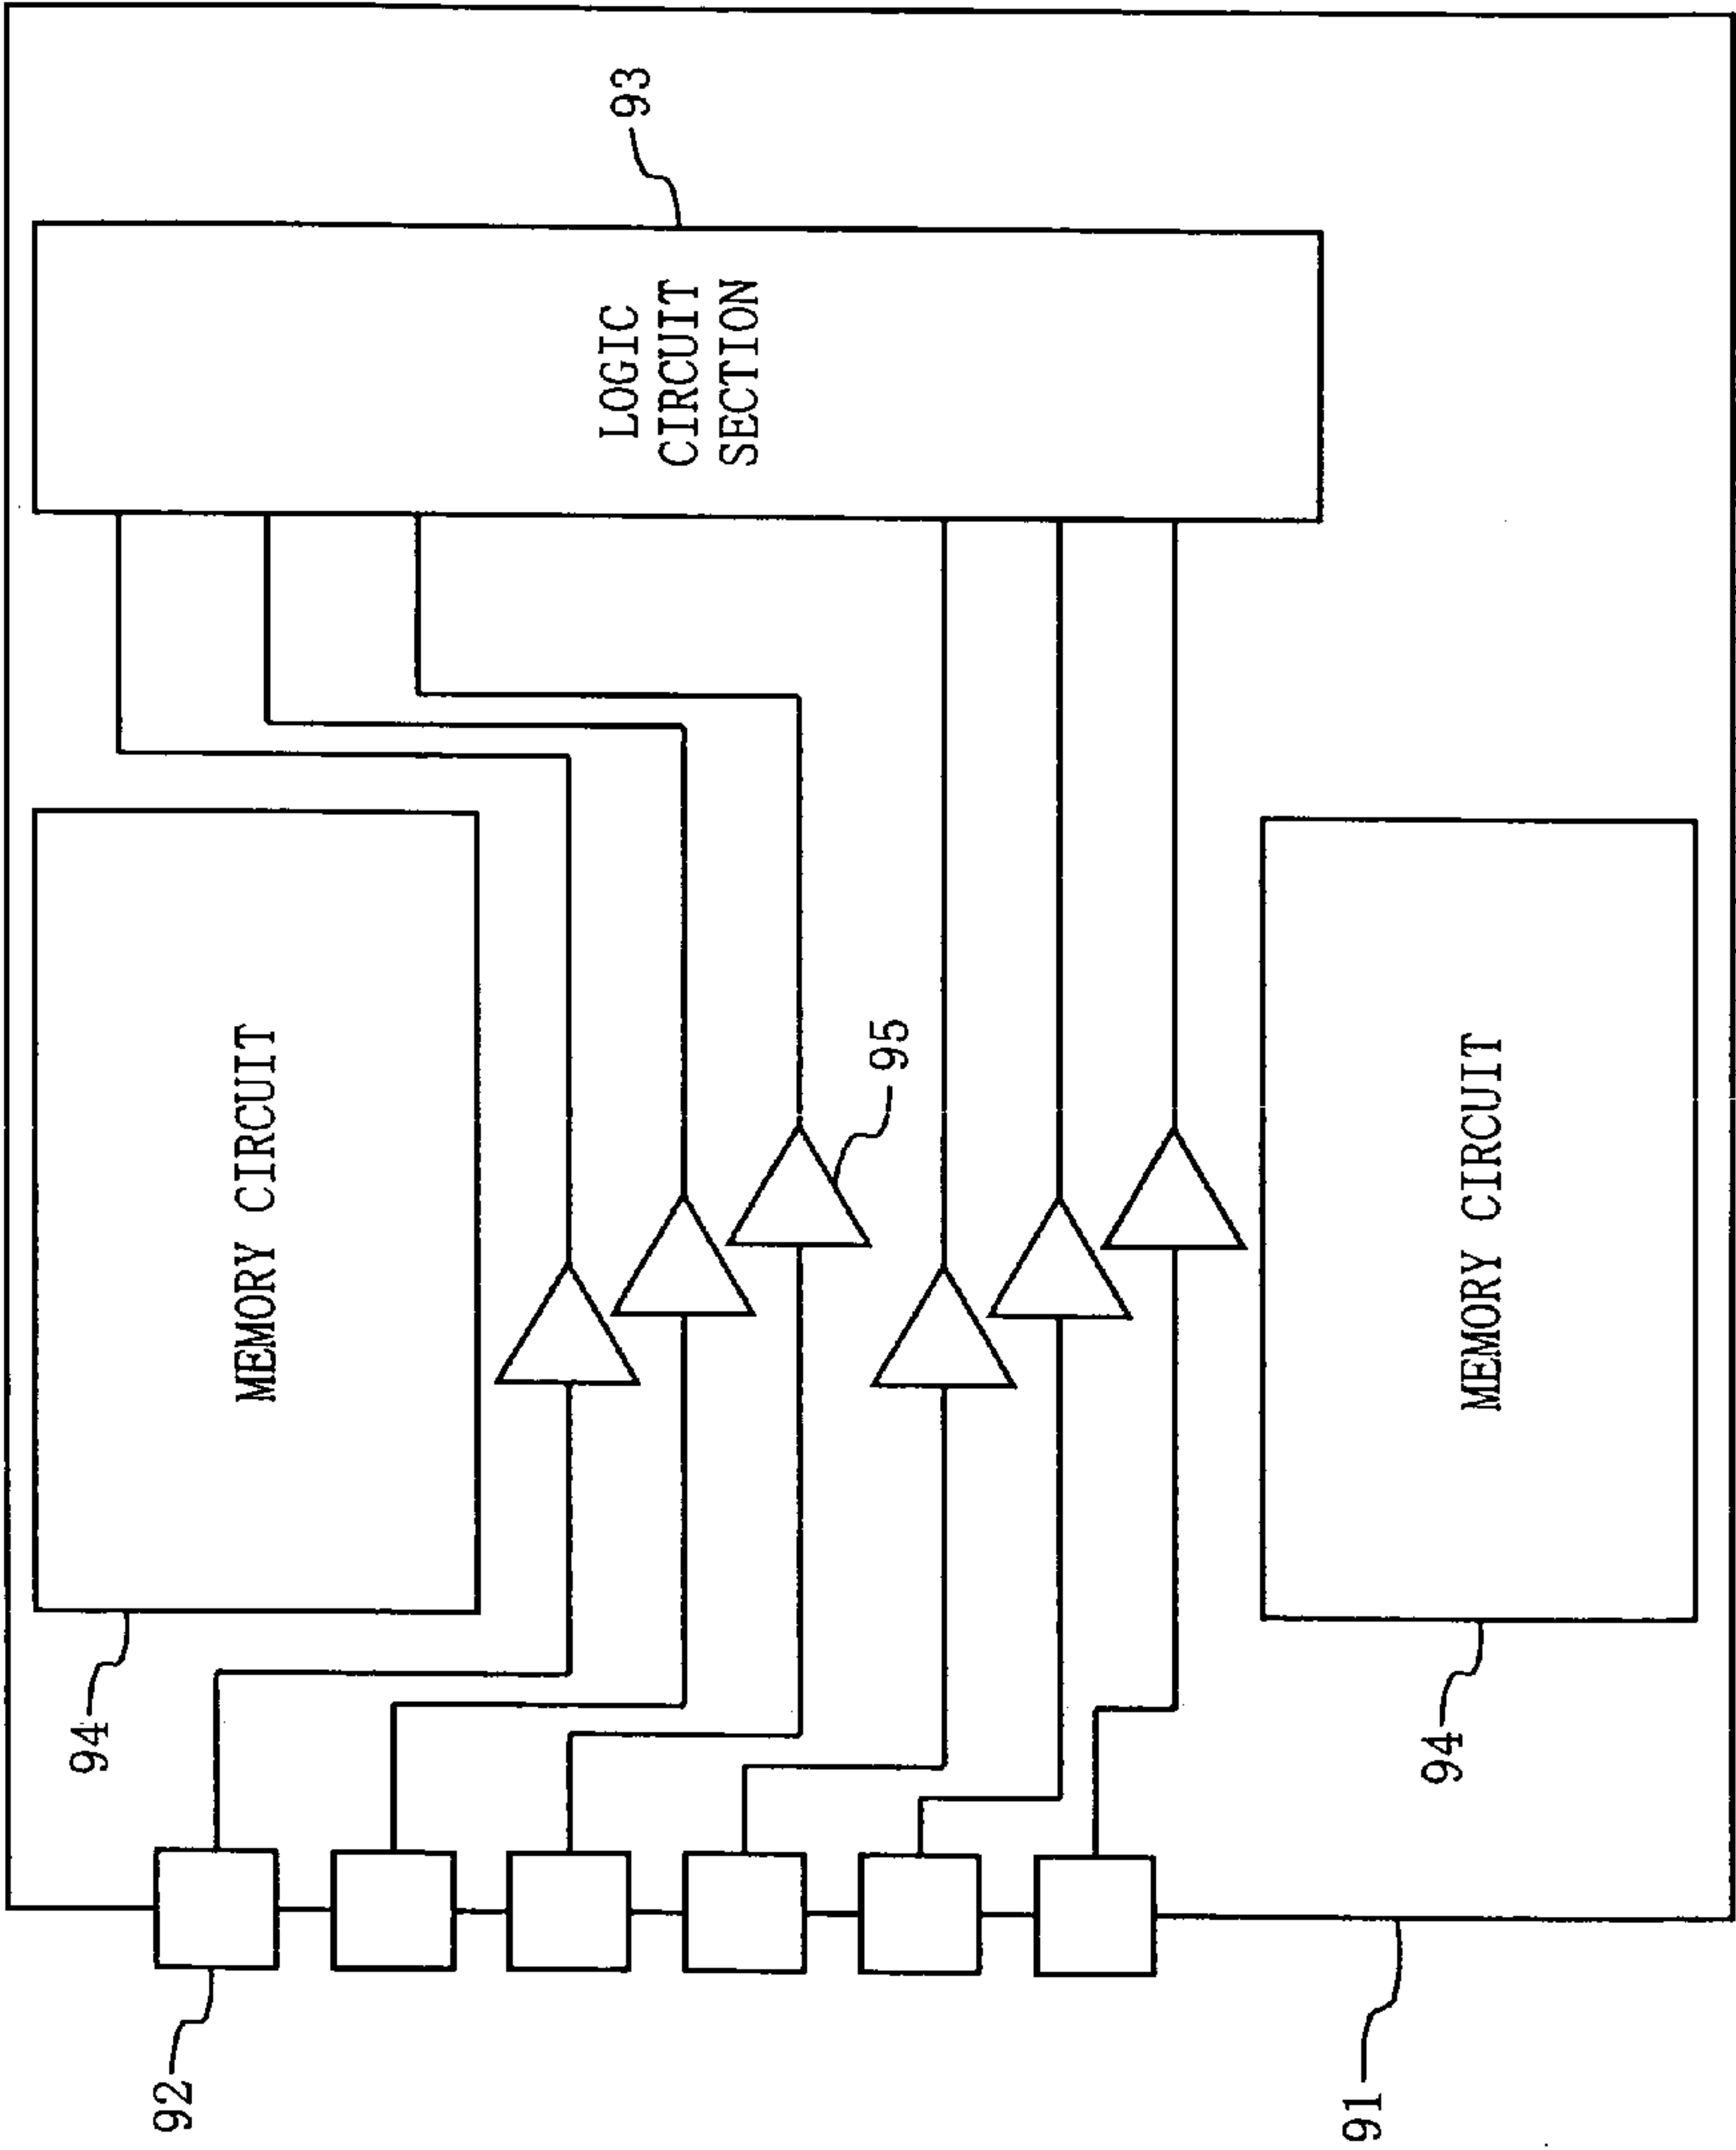 93
LOGIC
CIRCUIT
SECTION
MEMORY CIRCUIT
95
MEMORY CIRCUIT
94
94
92
91